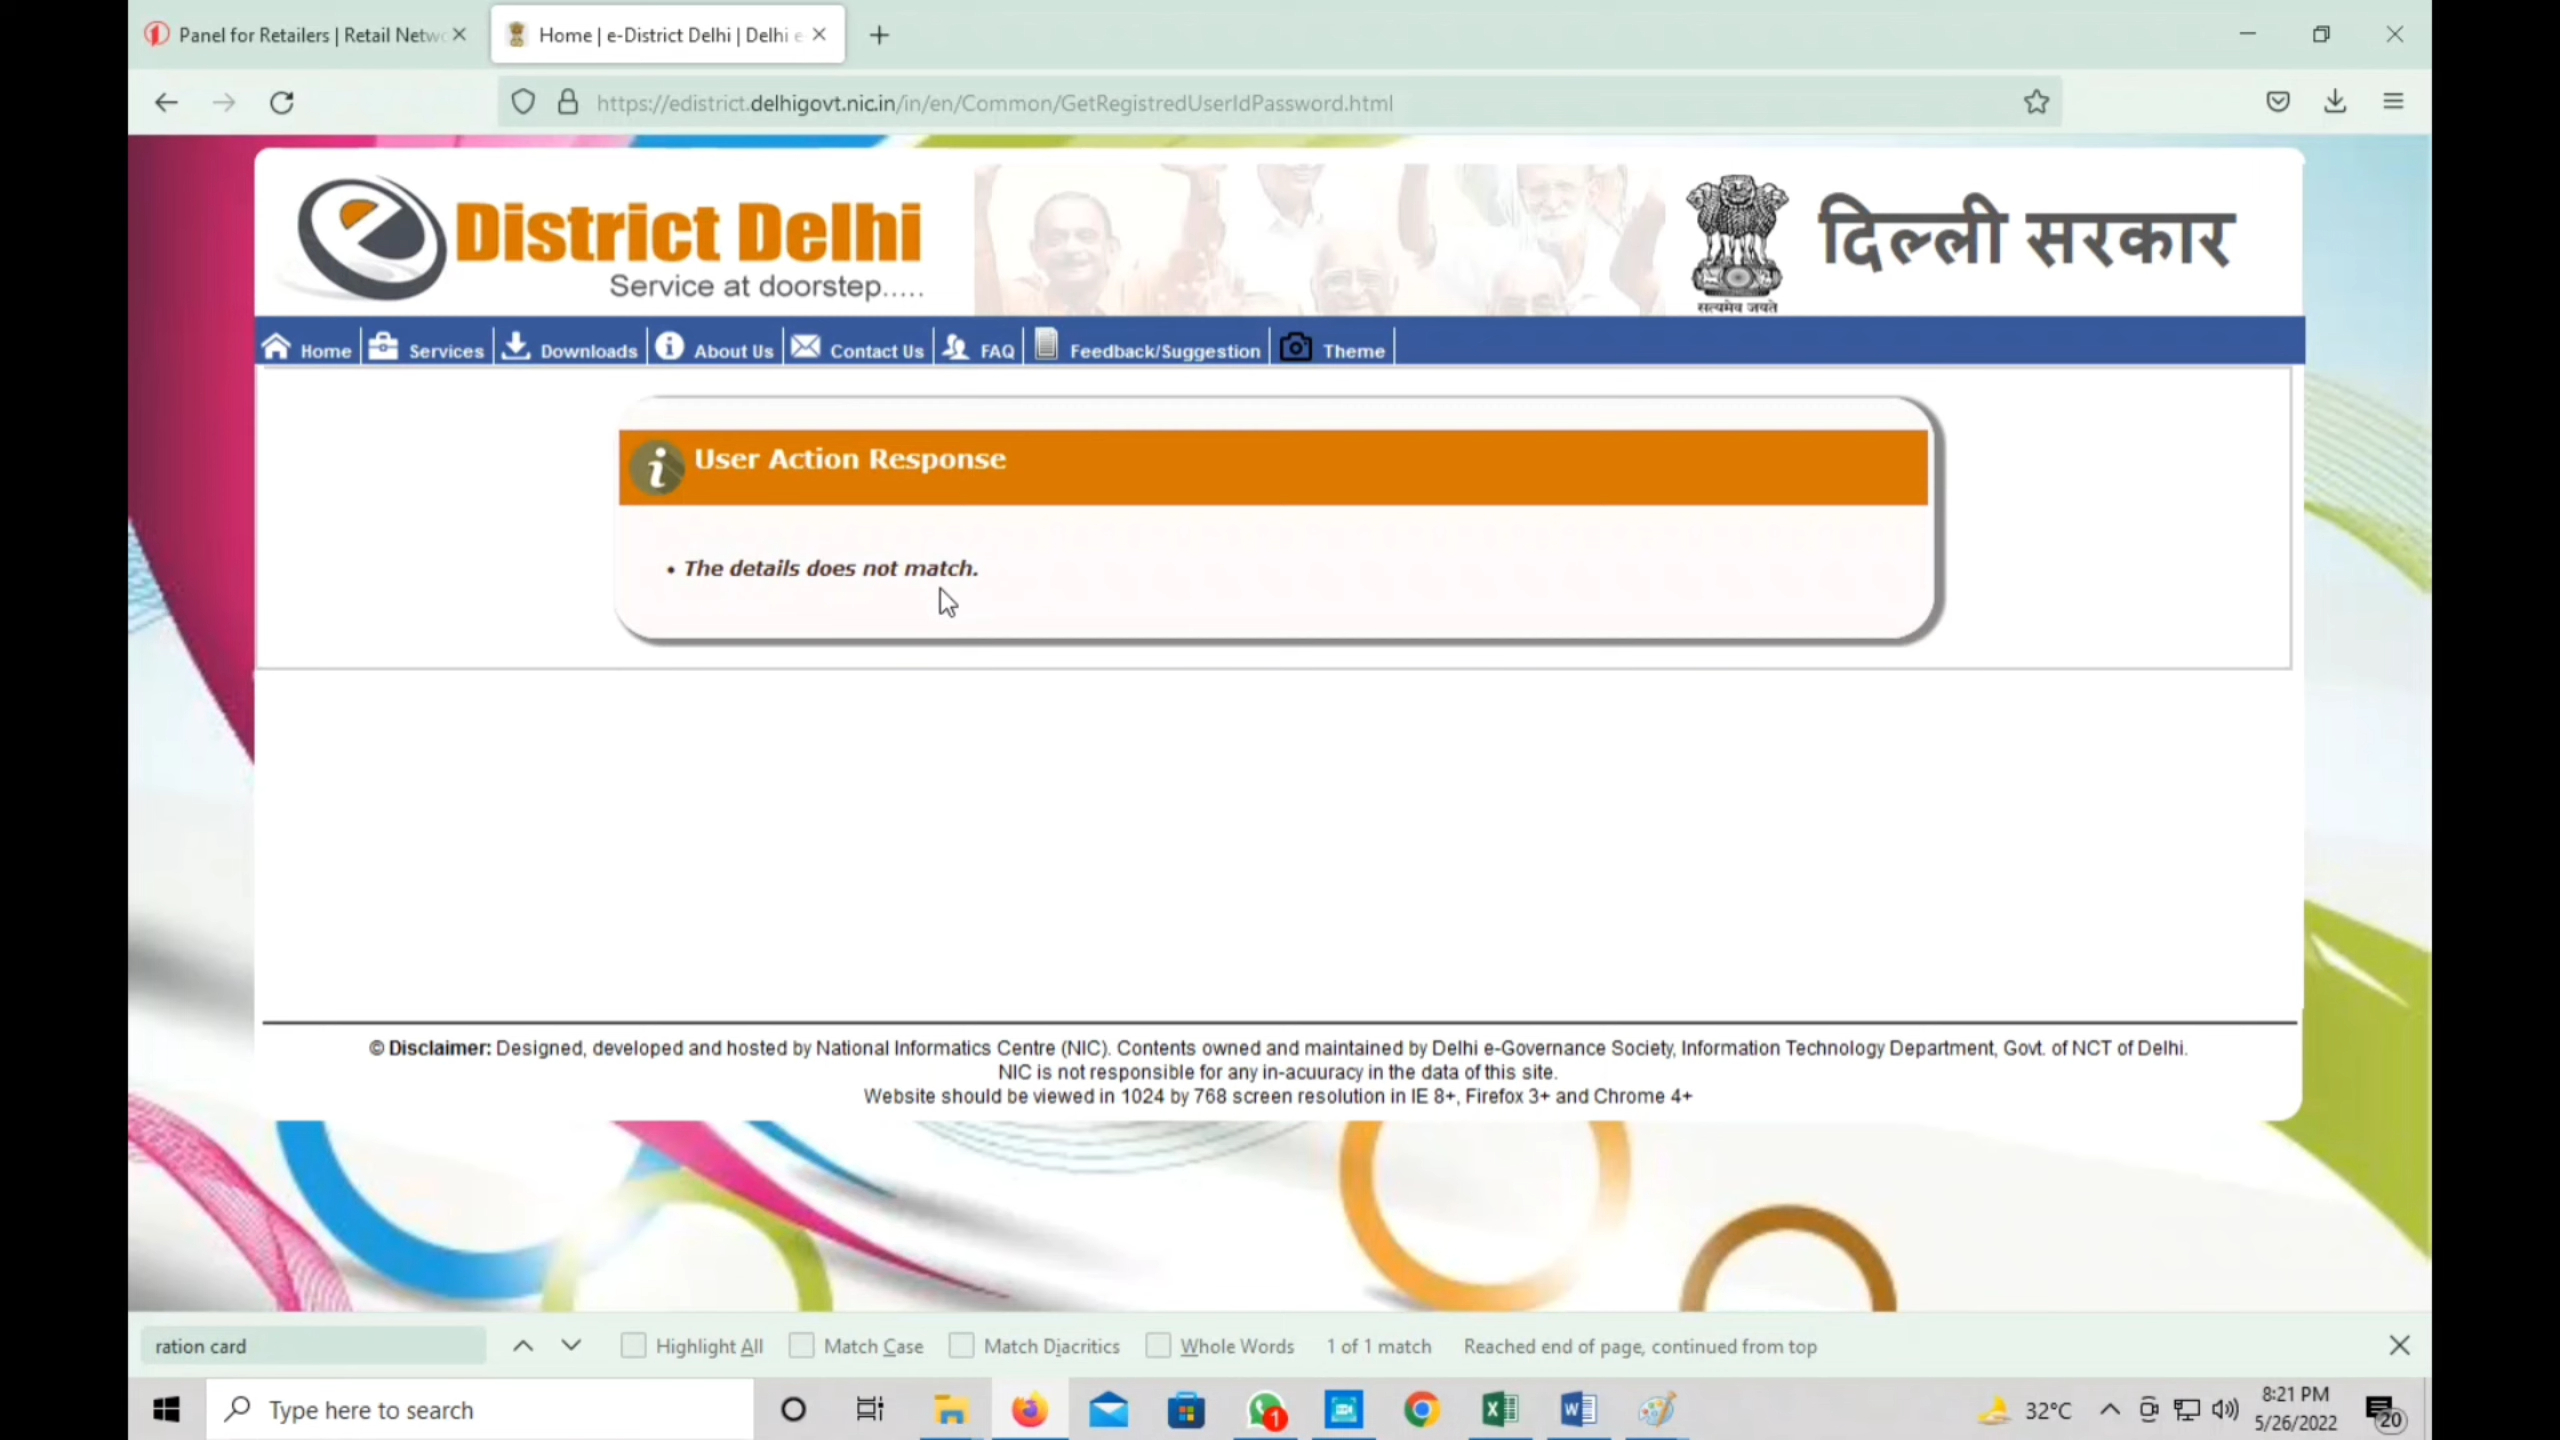 Panel for Retailers | Retail Netwo
Home | e-District Delhi | Delhi e
https://edistrict.delhigovt.nic.in/in/en/Common/GetRegistredUserIdPassword.html
e District Delhi
Service at doorstep.....
सत्यमेव जयते
दिल्ली सरकार
Home Services Downloads About Us Contact Us FAQ Feedback/Suggestion Theme
User Action Response
• The details does not match.
© Disclaimer: Designed, developed and hosted by National Informatics Centre (NIC). Contents owned and maintained by Delhi e-Governance Society, Information Technology Department, Govt. of NCT of Delhi.
NIC is not responsible for any in-acuuracy in the data of this site.
Website should be viewed in 1024 by 768 screen resolution in IE 8+, Firefox 3+ and Chrome 4+
ration card Highlight All Match Case Match Diacritics Whole Words 1 of 1 match Reached end of page, continued from top
Type here to search
1
32°C
8:21 PM
5/26/2022
20